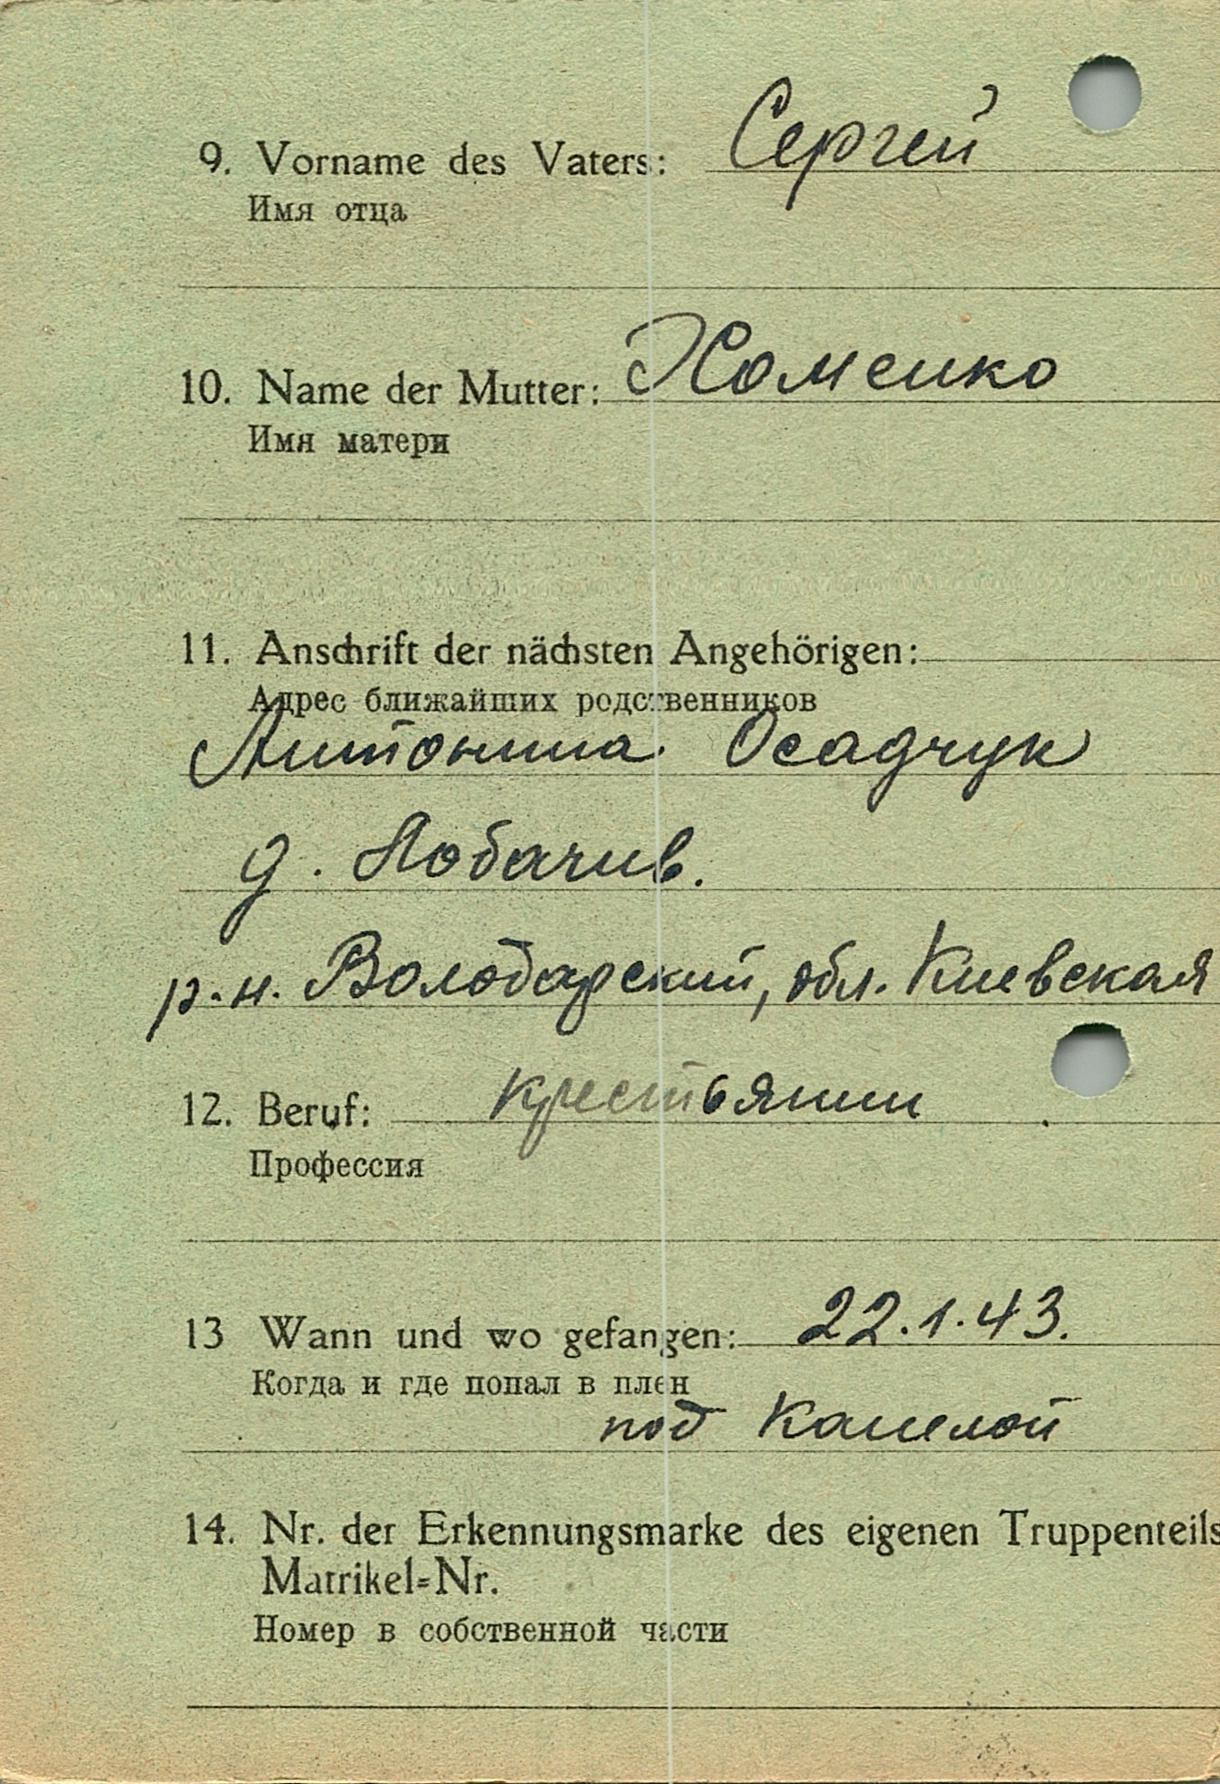 9. Vorname des Vaters: Сергей
Имя отца
10. Name der Mutter: Хоменко
Имя матери
11. Anschrift der nächsten Angehörigen:
Адрес ближайших родственников
Антонина Осадчук
д. Лобачив.
р.н. Володарский, обл. Киевская
12. Beruf: крестьянин
Профессия
13 Wann und wo gefangen: 22.1.43.
Когда и где попал в плен
под
14. Nr. der Erkennungsmarke des eigenen Truppenteils
Matrikel=Nr.
Номер в собственной части